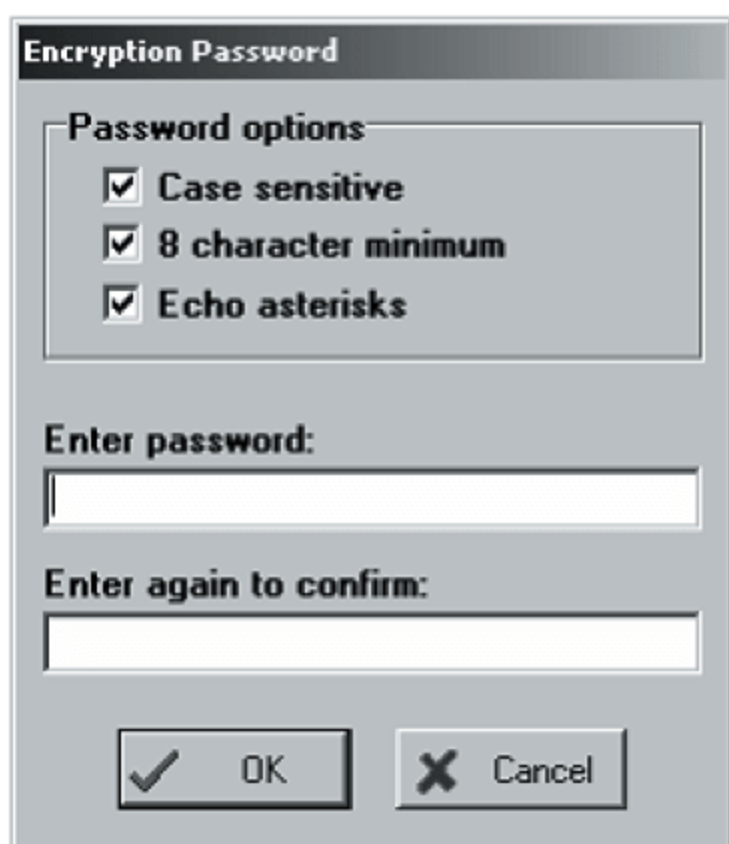 Encryption Password
Password options
Case sensitive
8 character minimum
Echo asterisks
Enter password:
Enter again to confirm:
OK
Cancel